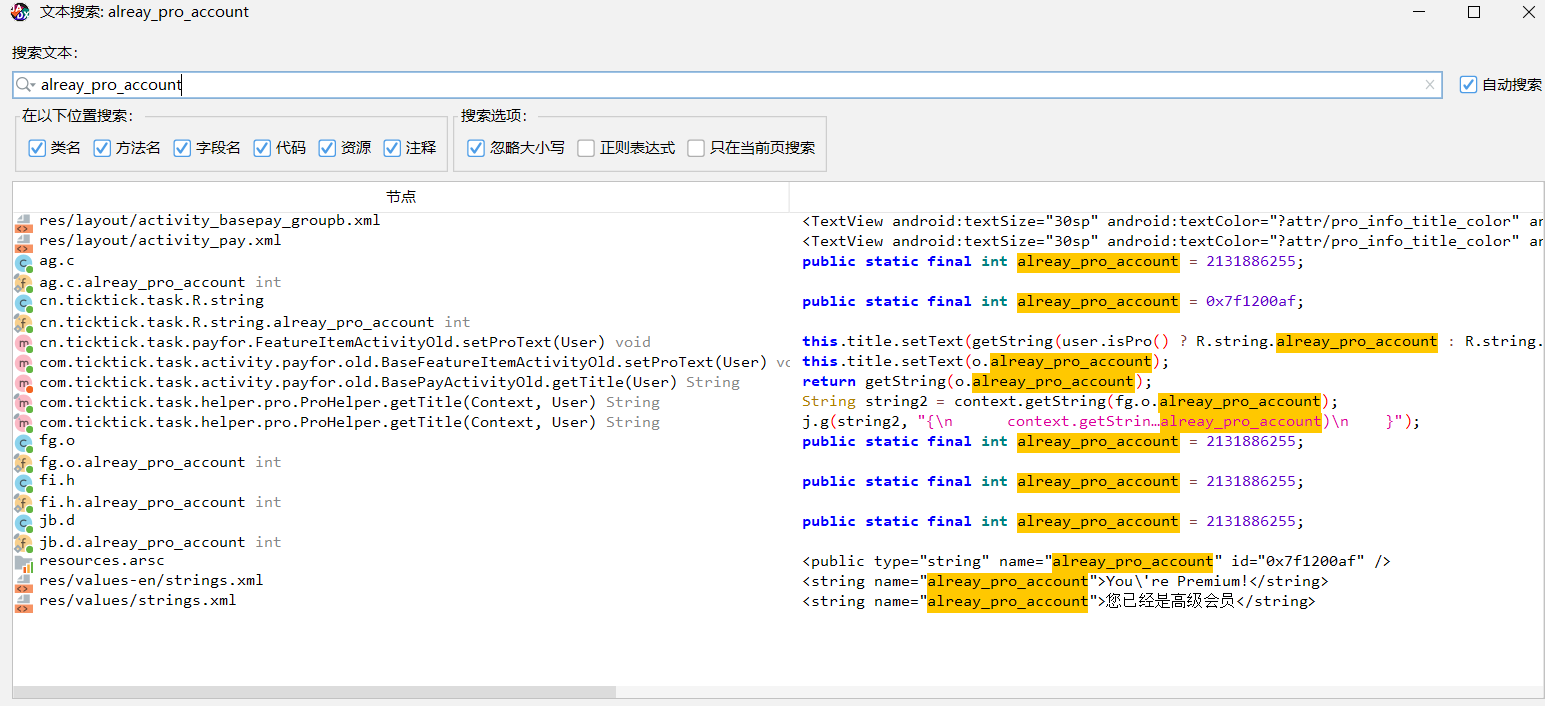 文本搜索: alreay_pro_account
搜索文本:
alreay_pro_account
自动搜索
在以下位置搜索:
搜索选项:
类名 方法名 字段名 代码 资源 注释 忽略大小写 正则表达式 只在当前页搜索
节点
res/layout/activity_basepay_groupb.xml <TextView android:textSize="30sp" android:textColor="?attr/pro_info_title_color" an
res/layout/activity_pay.xml <TextView android:textSize="30sp" android:textColor="?attr/pro_info_title_color" an
ag.c public static final int alreay_pro_account = 2131886255;
ag.c.alreay_pro_account int
cn.ticktick.task.R.string public static final int alreay_pro_account = 0x7f1200af;
cn.ticktick.task.R.string.alreay_pro_account int
cn.ticktick.task.payfor.FeatureItemActivityOld.setProText(User) void this.title.setText(getString(user.isPro() ? R.string.alreay_pro_account : R.string.
com.ticktick.task.activity.payfor.old.BaseFeatureItemActivityOld.setProText(User) vo this.title.setText(o.alreay_pro_account);
com.ticktick.task.activity.payfor.old.BasePayActivityOld.getTitle(User) String return getString(o.alreay_pro_account);
com.ticktick.task.helper.pro.ProHelper.getTitle(Context, User) String String string2 = context.getString(fg.o.alreay_pro_account);
com.ticktick.task.helper.pro.ProHelper.getTitle(Context, User) String j.g(string2, "{\n context.getStrin…alreay_pro_account)\n }");
fg.o public static final int alreay_pro_account = 2131886255;
fg.o.alreay_pro_account int
fi.h public static final int alreay_pro_account = 2131886255;
fi.h.alreay_pro_account int
jb.d public static final int alreay_pro_account = 2131886255;
jb.d.alreay_pro_account int
resources.arsc <public type="string" name="alreay_pro_account" id="0x7f1200af" />
res/values-en/strings.xml <string name="alreay_pro_account">You\'re Premium!</string>
res/values/strings.xml <string name="alreay_pro_account">您已经是高级会员</string>